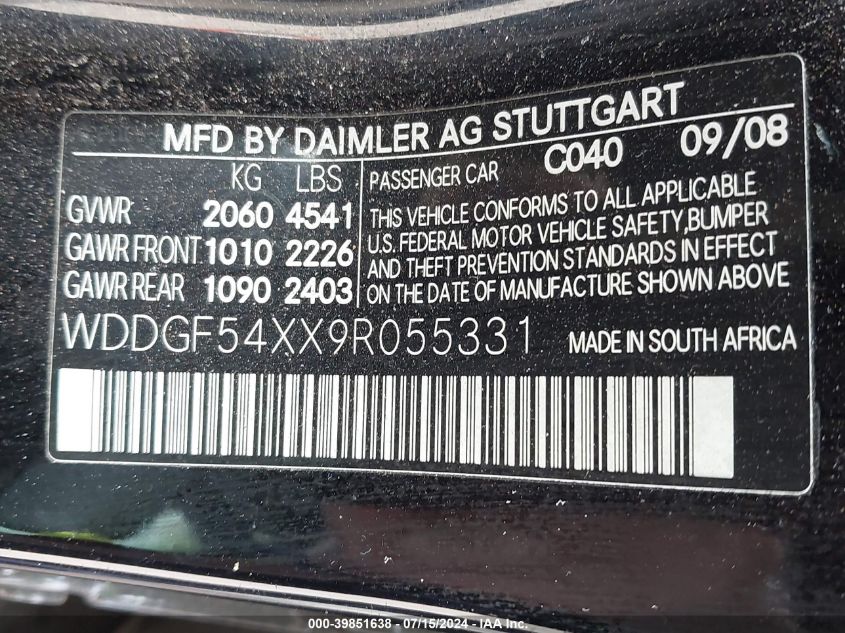 MFD BY DAIMLER AG STUTTGART
C040 09/08
KG LBS
GVWR 2060 4541
GAWR FRONT 1010 2226
GAWR REAR 1090 2403
PASSENGER CAR
THIS VEHICLE CONFORMS TO ALL APPLICABLE
U.S. FEDERAL MOTOR VEHICLE SAFETY, BUMPER
AND THEFT PREVENTION STANDARDS IN EFFECT
ON THE DATE OF MANUFACTURE SHOWN ABOVE
WDDGF54XX9R055331 MADE IN SOUTH AFRICA
000-39851638 - 07/15/2024 - IAA Inc.